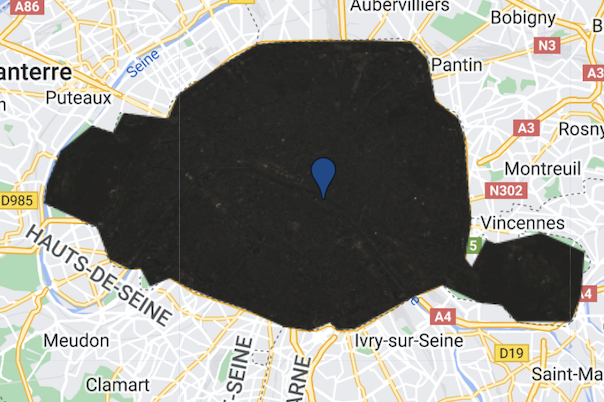 A86
Aubervilliers
Bobigny
N3
Seine
anterre
Pantin
A3
Puteaux
A3
Rosny
Montreuil
D985
N302
Vincennes
5
HAUTS-DE-SEINE
A4
A4
Ivry-sur-Seine
Meudon
D19
-SEINE
ARNE
Saint-Ma
Clamart